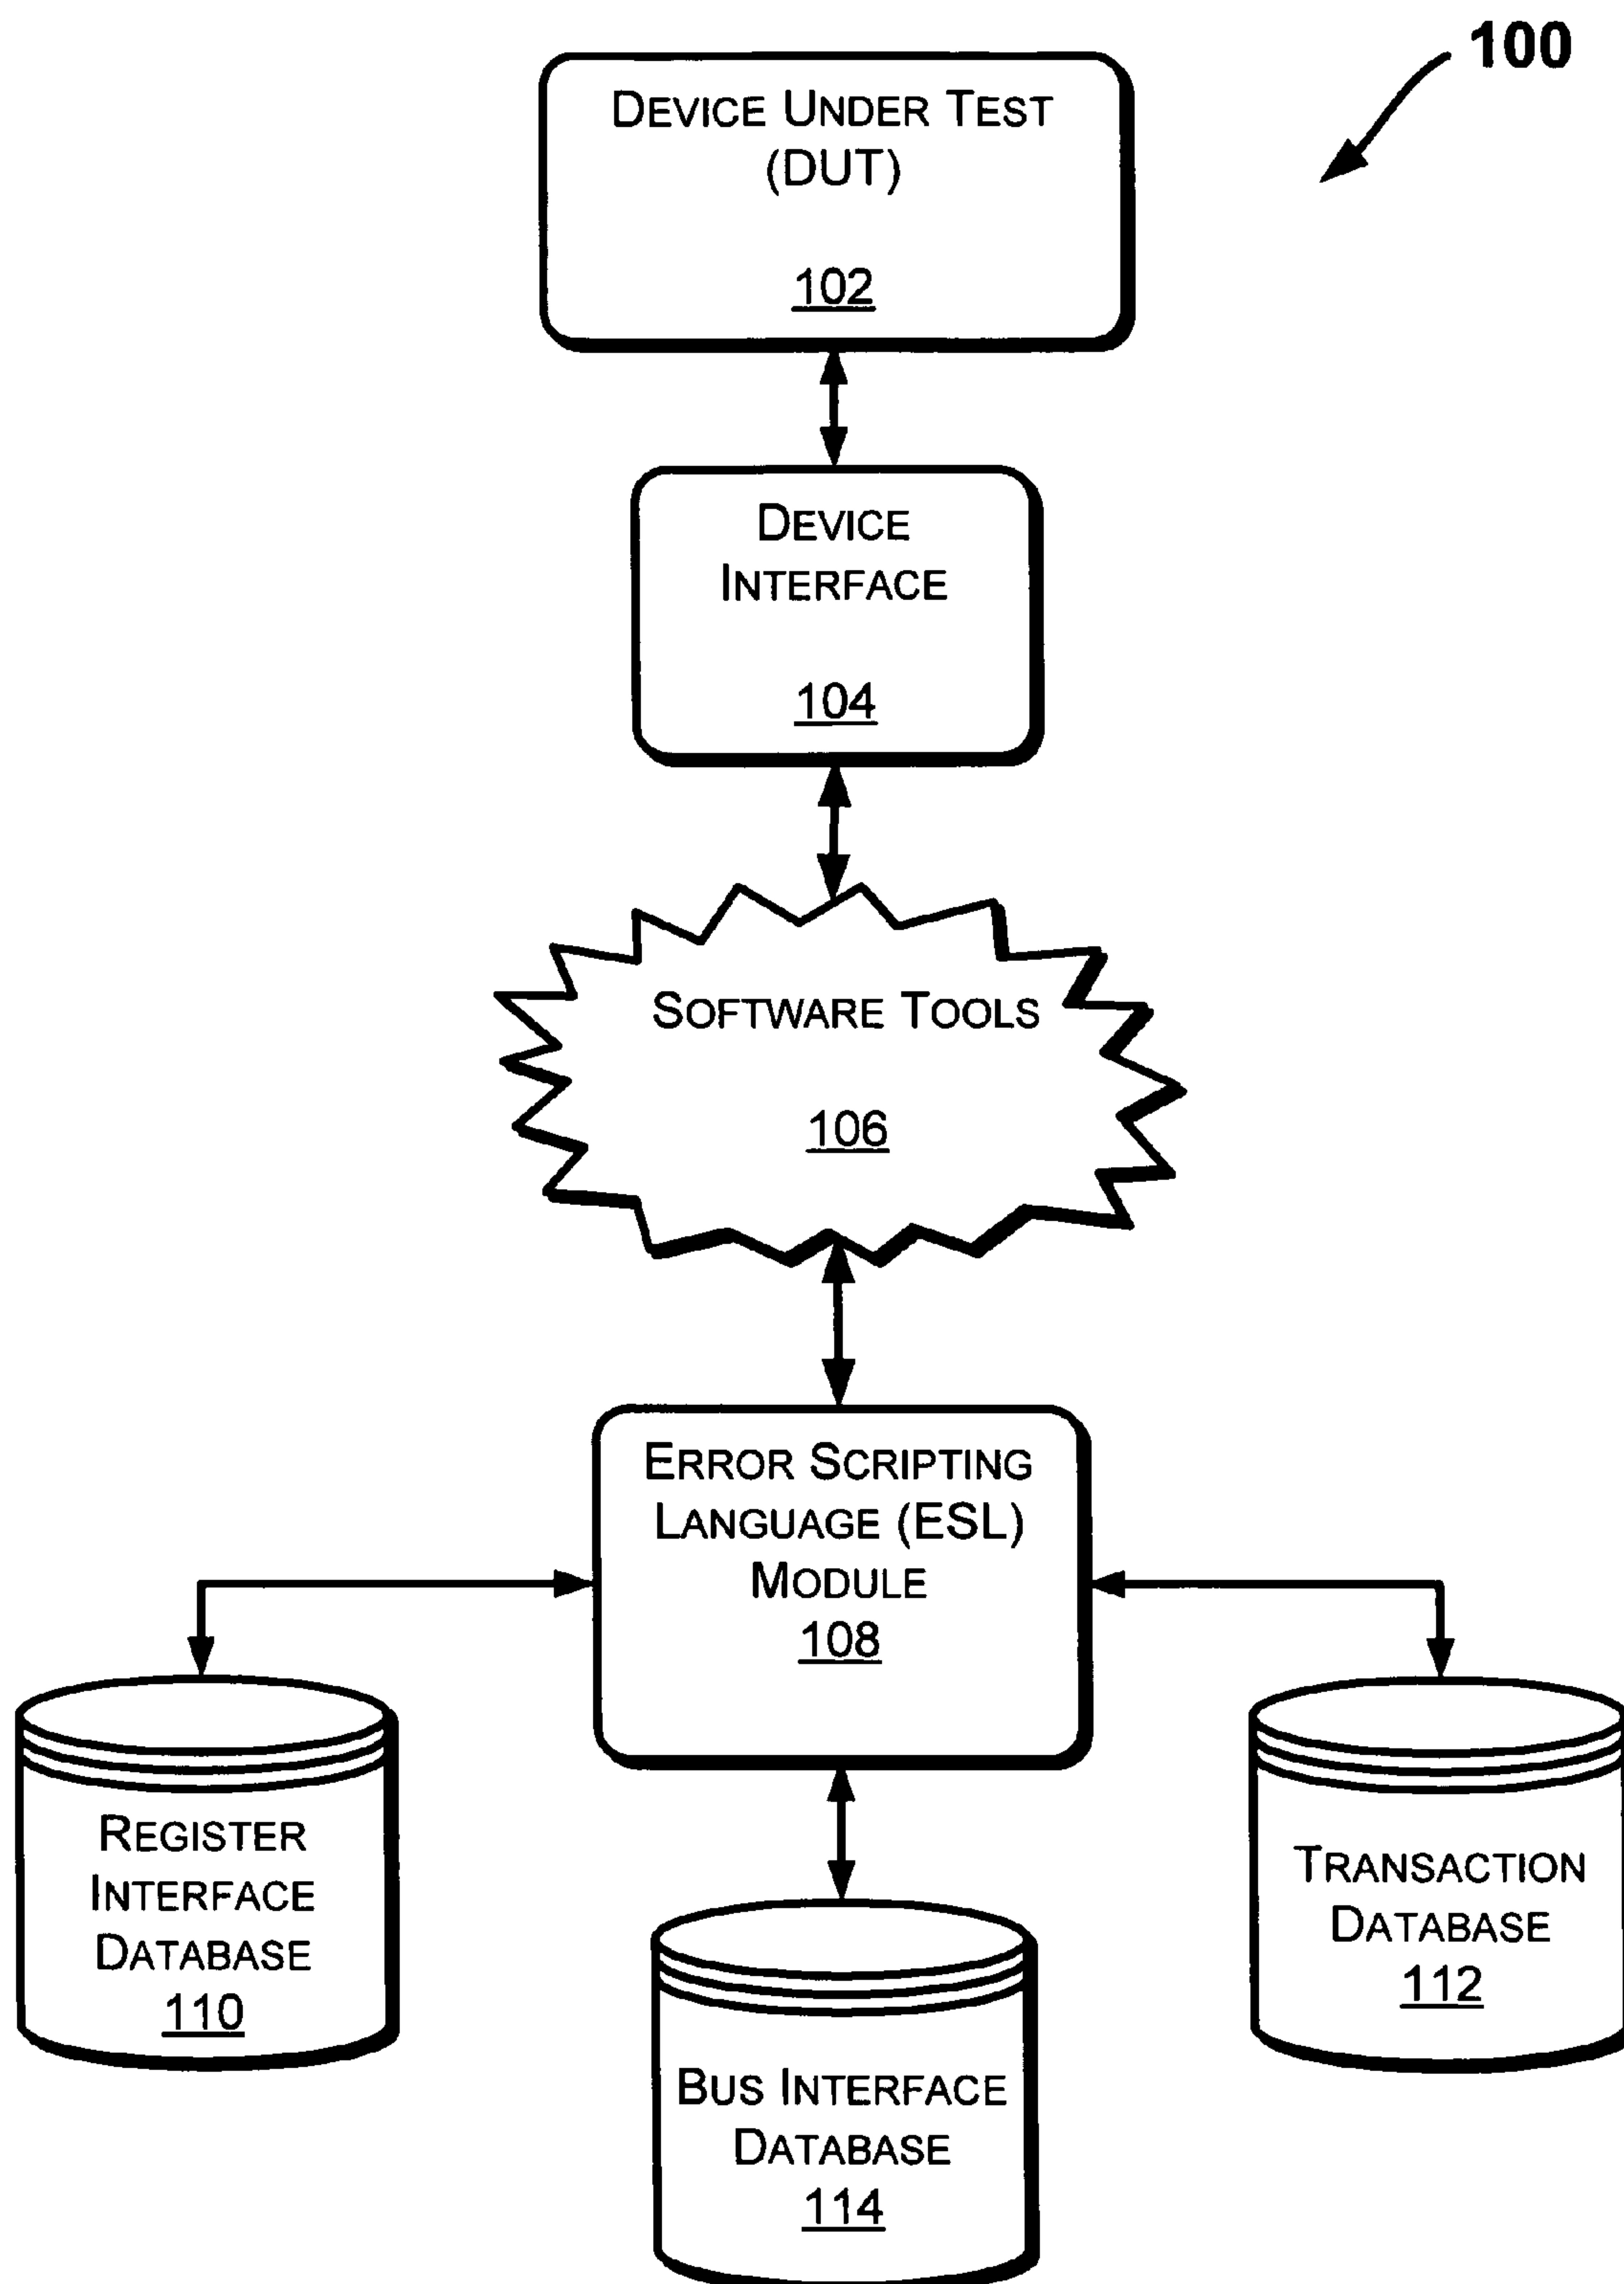 100
DEVICE UNDER TEST
(DUT)
102
DEVICE
INTERFACE
104
SOFTWARE TOOLS
106
ERROR SCRIPTING
LANGUAGE (ESL)
MODULE
108
REGISTER
INTERFACE
DATABASE
110
TRANSACTION
DATABASE
112
BUS INTERFACE
DATABASE
114